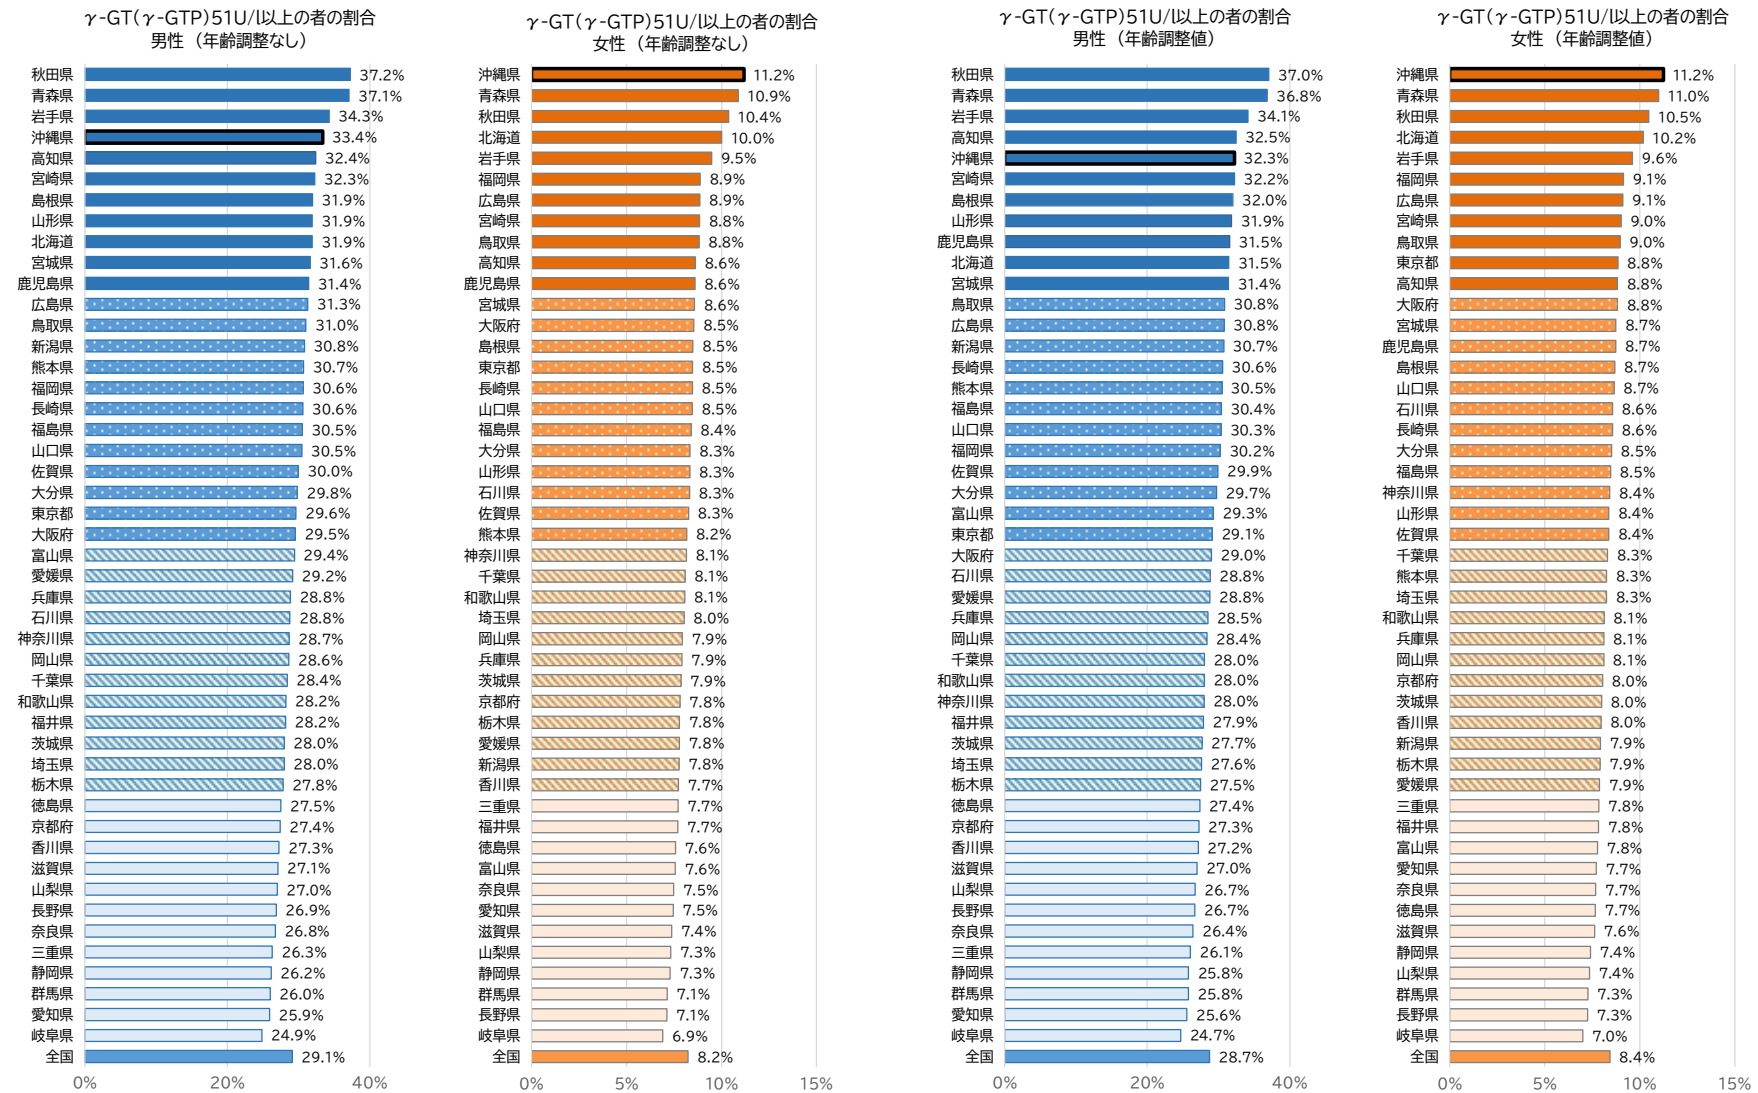 γ-GT(γ-GTP)51U/l以上の者の割合
男性 （年齢調整なし）
秋田県 37.2%
青森県 37.1%
岩手県 34.3%
沖縄県 33.4%
高知県 32.4%
宮崎県 32.3%
島根県 31.9%
山形県 31.9%
北海道 31.9%
宮城県 31.6%
鹿児島県 31.4%
広島県 31.3%
鳥取県 31.0%
新潟県 30.8%
熊本県 30.7%
福岡県 30.6%
長崎県 30.6%
福島県 30.5%
山口県 30.5%
佐賀県 30.0%
大分県 29.8%
東京都 29.6%
大阪府 29.5%
富山県 29.4%
愛媛県 29.2%
兵庫県 28.8%
石川県 28.8%
神奈川県 28.7%
岡山県 28.6%
千葉県 28.4%
和歌山県 28.2%
福井県 28.2%
茨城県 28.0%
埼玉県 28.0%
栃木県 27.8%
徳島県 27.5%
京都府 27.4%
香川県 27.3%
滋賀県 27.1%
山梨県 27.0%
長野県 26.9%
奈良県 26.8%
三重県 26.3%
静岡県 26.2%
群馬県 26.0%
愛知県 25.9%
岐阜県 24.9%
全国 29.1%
0% 20% 40%
γ-GT(γ-GTP)51U/l以上の者の割合
女性 （年齢調整なし）
沖縄県 11.2%
青森県 10.9%
秋田県 10.4%
北海道 10.0%
岩手県 9.5%
福岡県 8.9%
広島県 8.9%
宮崎県 8.8%
鳥取県 8.8%
高知県 8.6%
鹿児島県 8.6%
宮城県 8.6%
大阪府 8.5%
島根県 8.5%
東京都 8.5%
長崎県 8.5%
山口県 8.5%
福島県 8.4%
大分県 8.3%
山形県 8.3%
石川県 8.3%
佐賀県 8.3%
熊本県 8.2%
神奈川県 8.1%
千葉県 8.1%
和歌山県 8.1%
埼玉県 8.0%
岡山県 7.9%
兵庫県 7.9%
茨城県 7.9%
京都府 7.8%
栃木県 7.8%
愛媛県 7.8%
新潟県 7.8%
香川県 7.7%
三重県 7.7%
福井県 7.7%
徳島県 7.6%
富山県 7.6%
奈良県 7.5%
愛知県 7.5%
滋賀県 7.4%
山梨県 7.3%
静岡県 7.3%
群馬県 7.1%
長野県 7.1%
岐阜県 6.9%
全国 8.2%
0% 5% 10% 15%
γ-GT(γ-GTP)51U/l以上の者の割合
男性 （年齢調整値）
秋田県 37.0%
青森県 36.8%
岩手県 34.1%
高知県 32.5%
沖縄県 32.3%
宮崎県 32.2%
島根県 32.0%
山形県 31.9%
鹿児島県 31.5%
北海道 31.5%
宮城県 31.4%
鳥取県 30.8%
広島県 30.8%
新潟県 30.7%
長崎県 30.6%
熊本県 30.5%
福島県 30.4%
山口県 30.3%
福岡県 30.2%
佐賀県 29.9%
大分県 29.7%
富山県 29.3%
東京都 29.1%
大阪府 29.0%
石川県 28.8%
愛媛県 28.8%
兵庫県 28.5%
岡山県 28.4%
千葉県 28.0%
和歌山県 28.0%
神奈川県 28.0%
福井県 27.9%
茨城県 27.7%
埼玉県 27.6%
栃木県 27.5%
徳島県 27.4%
京都府 27.3%
香川県 27.2%
滋賀県 27.0%
山梨県 26.7%
長野県 26.7%
奈良県 26.4%
三重県 26.1%
静岡県 25.8%
群馬県 25.8%
愛知県 25.6%
岐阜県 24.7%
全国 28.7%
0% 20% 40%
γ-GT(γ-GTP)51U/l以上の者の割合
女性 （年齢調整値）
沖縄県 11.2%
青森県 11.0%
秋田県 10.5%
北海道 10.2%
岩手県 9.6%
福岡県 9.1%
広島県 9.1%
宮崎県 9.0%
鳥取県 9.0%
東京都 8.8%
高知県 8.8%
大阪府 8.8%
宮城県 8.7%
鹿児島県 8.7%
島根県 8.7%
山口県 8.7%
石川県 8.6%
長崎県 8.6%
大分県 8.5%
福島県 8.5%
神奈川県 8.4%
山形県 8.4%
佐賀県 8.4%
千葉県 8.3%
熊本県 8.3%
埼玉県 8.3%
和歌山県 8.1%
兵庫県 8.1%
岡山県 8.1%
京都府 8.0%
茨城県 8.0%
香川県 8.0%
新潟県 7.9%
栃木県 7.9%
愛媛県 7.9%
三重県 7.8%
福井県 7.8%
富山県 7.8%
愛知県 7.7%
奈良県 7.7%
徳島県 7.7%
滋賀県 7.6%
静岡県 7.4%
山梨県 7.4%
群馬県 7.3%
長野県 7.3%
岐阜県 7.0%
全国 8.4%
0% 5% 10% 15%